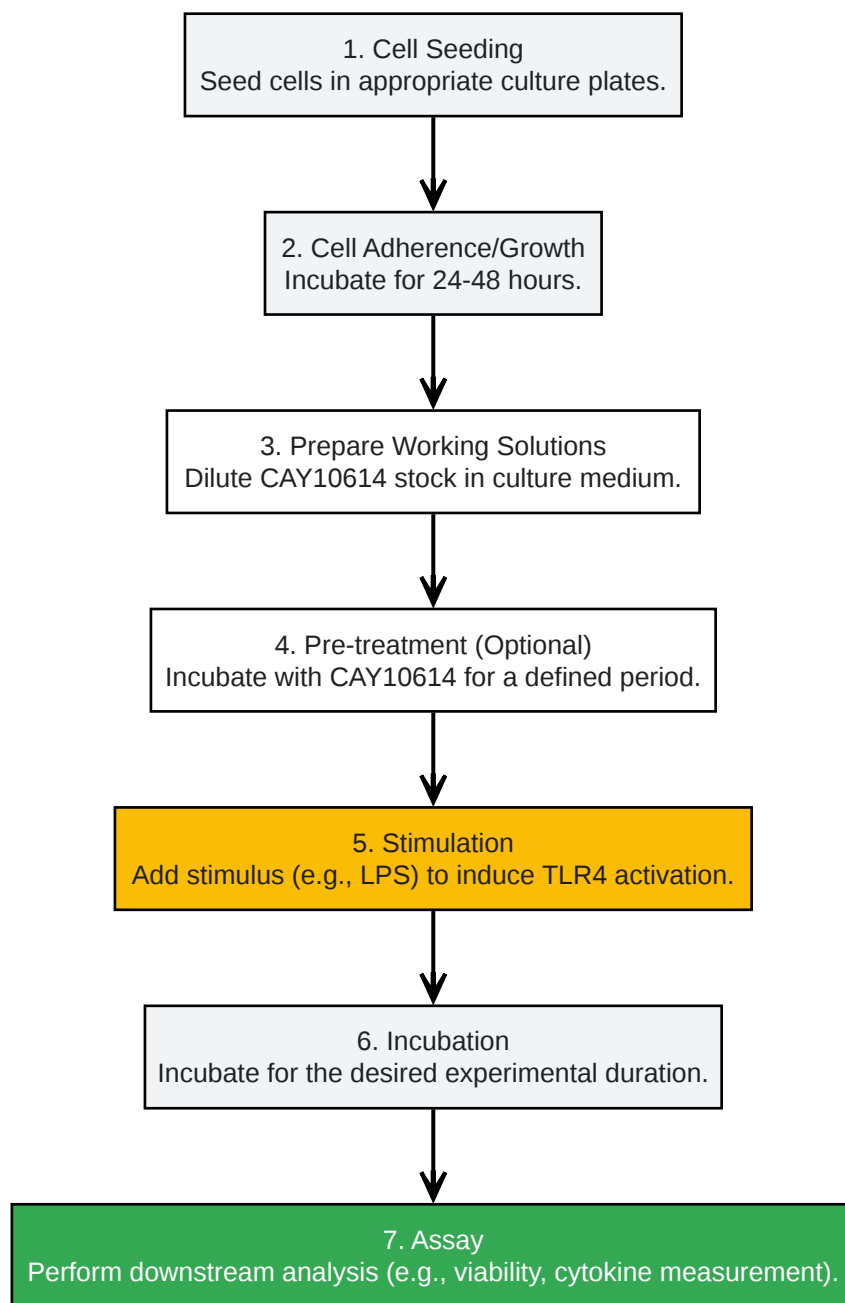 1. Cell Seeding
Seed cells in appropriate culture plates.
2. Cell Adherence/Growth
Incubate for 24-48 hours.
3. Prepare Working Solutions
Dilute CAY10614 stock in culture medium.
4. Pre-treatment (Optional)
Incubate with CAY10614 for a defined period.
5. Stimulation
Add stimulus (e.g., LPS) to induce TLR4 activation.
6. Incubation
Incubate for the desired experimental duration.
7. Assay
Perform downstream analysis (e.g., viability, cytokine measurement).